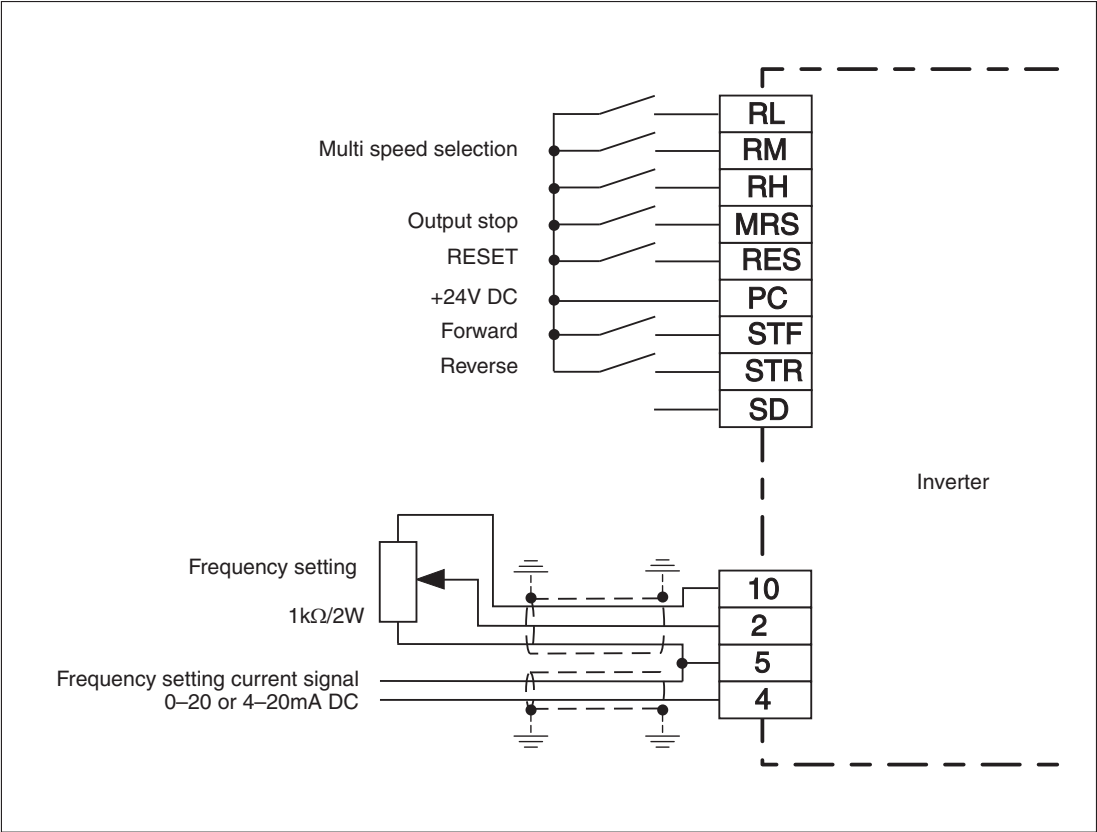 RL
Multi speed selection
RM
RH
Output stop
MRS
RESET
RES
+24V DC
PC
Forward
STF
Reverse
STR
SD
Inverter
Frequency setting
10
1kΩ/2W
2
5
Frequency setting current signal
0–20 or 4–20mA DC
4